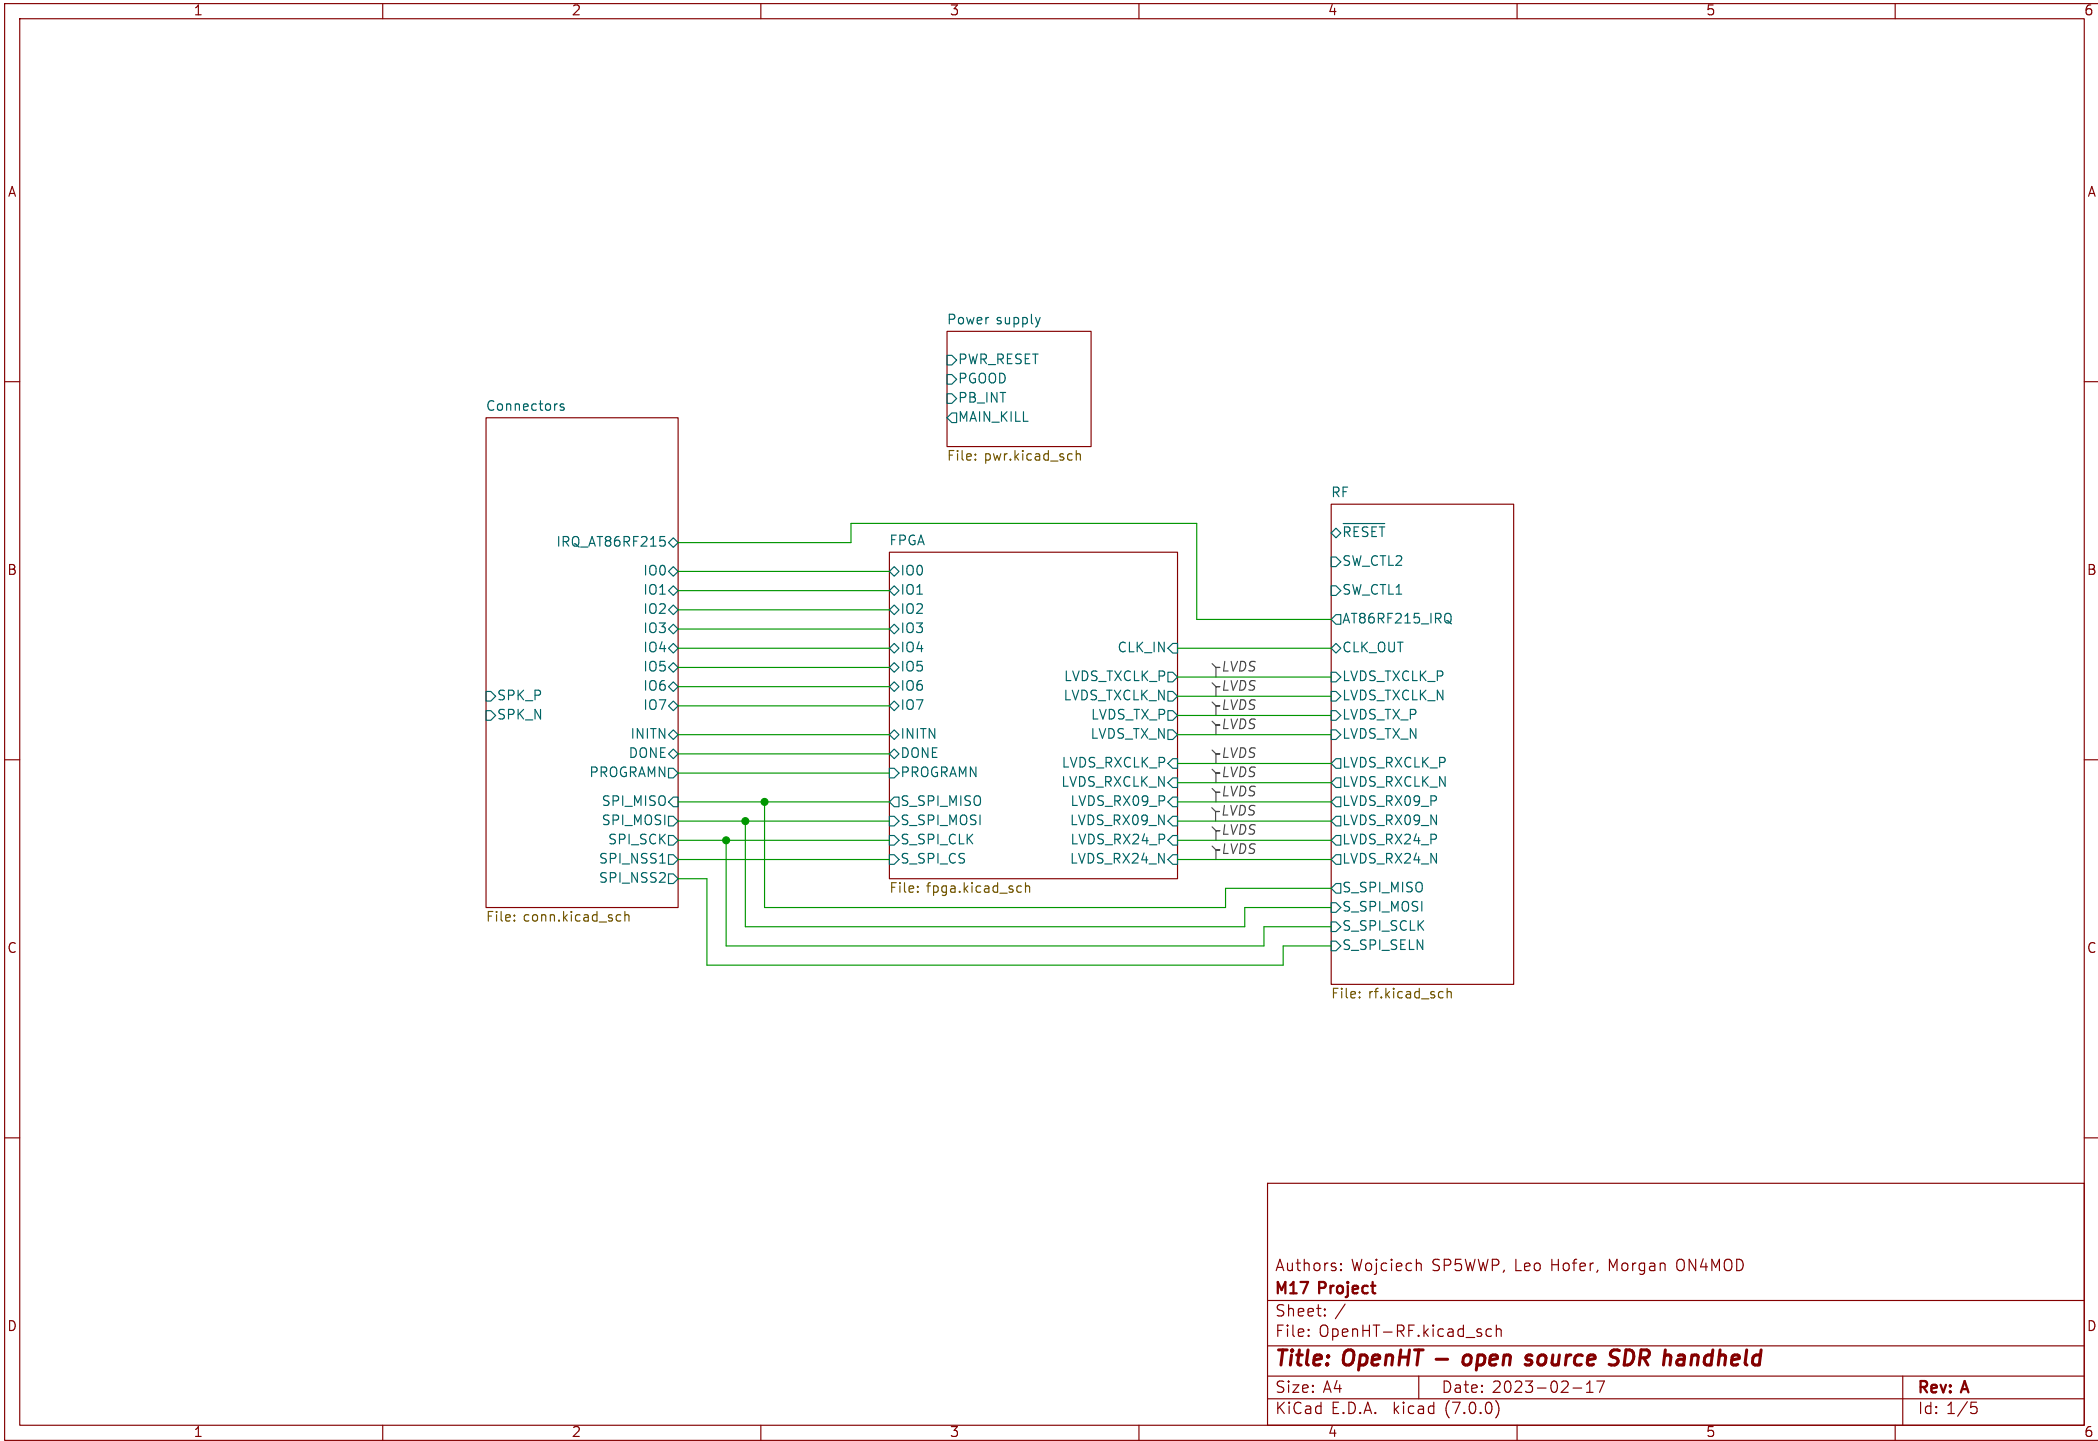 1 2 3 4 5 6
A A
Power supply
PWR_RESET
PGOOD
PB_INT
MAIN_KILL
File: pwr.kicad_sch
Connectors
IRQ_AT86RF215
IO0
IO1
IO2
IO3
IO4
IO5
IO6
IO7
SPK_P
SPK_N
INITN
DONE
PROGRAMN
SPI_MISO
SPI_MOSI
SPI_SCK
SPI_NSS1
SPI_NSS2
File: conn.kicad_sch
FPGA
IO0
IO1
IO2
IO3
IO4
IO5
IO6
IO7
INITN
DONE
PROGRAMN
S_SPI_MISO
S_SPI_MOSI
S_SPI_CLK
S_SPI_CS
CLK_IN
LVDS_TXCLK_P
LVDS_TXCLK_N
LVDS_TX_P
LVDS_TX_N
LVDS_RXCLK_P
LVDS_RXCLK_N
LVDS_RX09_P
LVDS_RX09_N
LVDS_RX24_P
LVDS_RX24_N
File: fpga.kicad_sch
LVDS
LVDS
LVDS
LVDS
LVDS
LVDS
LVDS
LVDS
LVDS
LVDS
RF
RESET
SW_CTL2
SW_CTL1
AT86RF215_IRQ
CLK_OUT
LVDS_TXCLK_P
LVDS_TXCLK_N
LVDS_TX_P
LVDS_TX_N
LVDS_RXCLK_P
LVDS_RXCLK_N
LVDS_RX09_P
LVDS_RX09_N
LVDS_RX24_P
LVDS_RX24_N
S_SPI_MISO
S_SPI_MOSI
S_SPI_SCLK
S_SPI_SELN
File: rf.kicad_sch
B B
C C
D D
Authors: Wojciech SP5WWP, Leo Hofer, Morgan ON4MOD
M17 Project
Sheet: /
File: OpenHT-RF.kicad_sch
Title: OpenHT - open source SDR handheld
Size: A4 Date: 2023-02-17 Rev: A
KiCad E.D.A. kicad (7.0.0) Id: 1/5
1 2 3 4 5 6